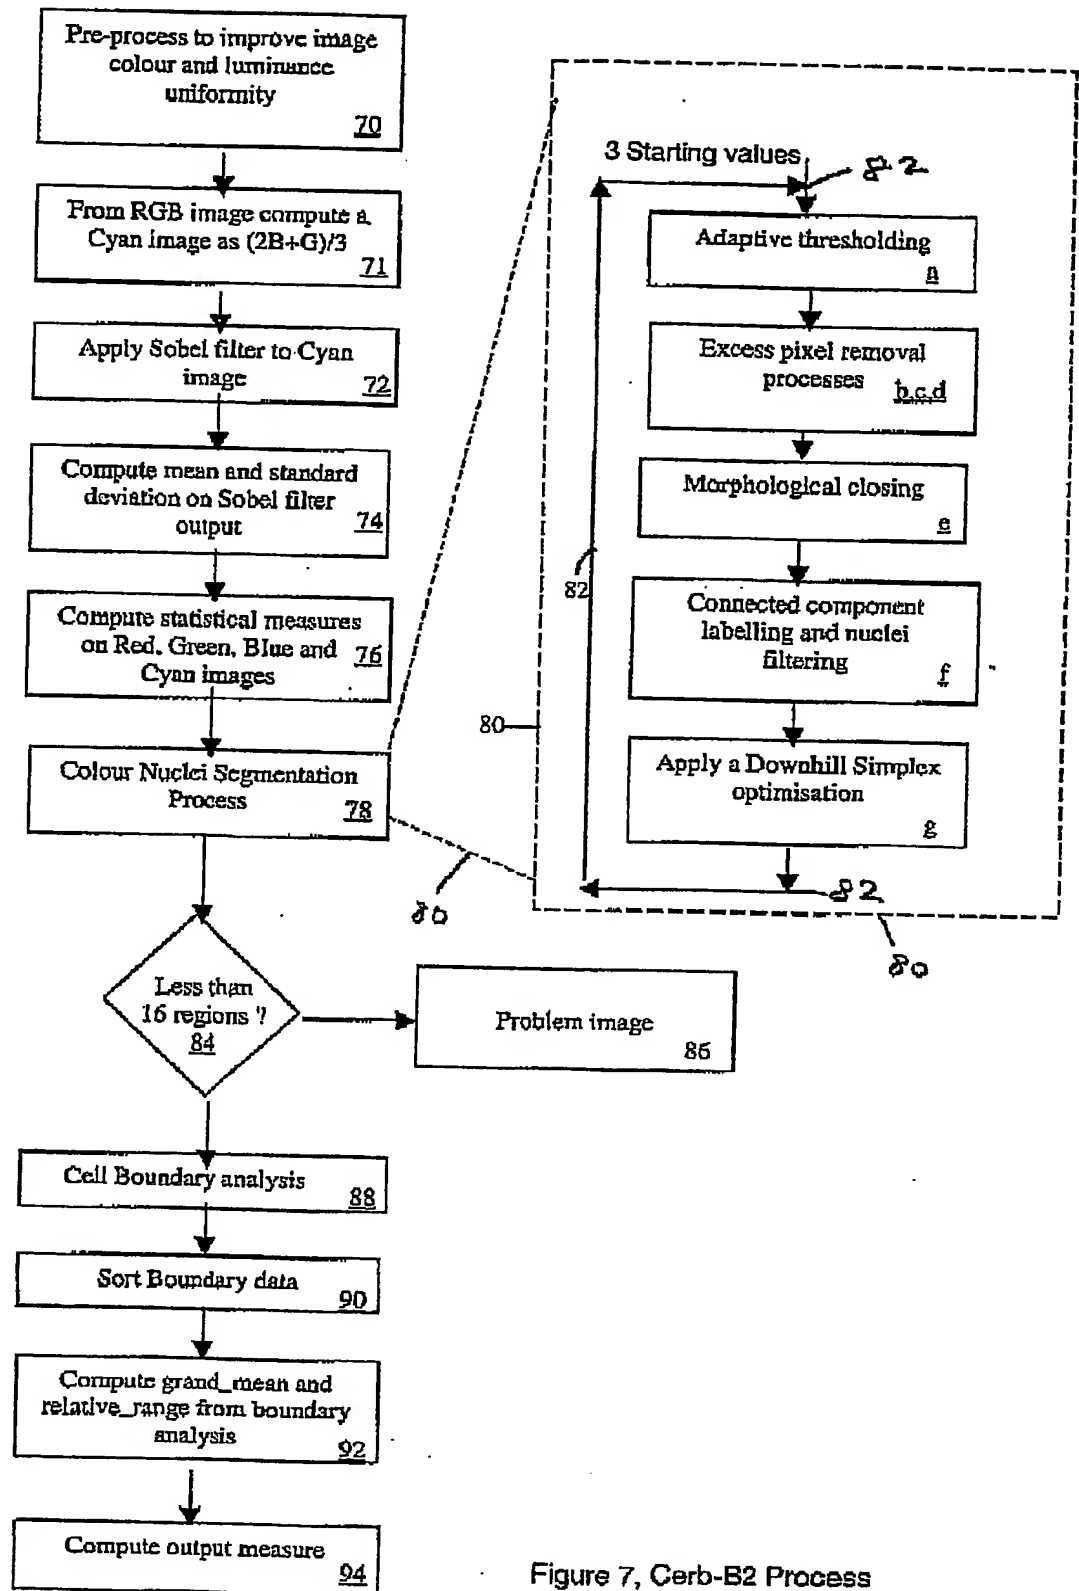 Pre-process to improve image
colour and luminance
uniformity
70
From RGB image compute a
Cyan image as (2B+G)/3
71
Apply Sobel filter to Cyan
image
72
Compute mean and standard
deviation on Sobel filter
output
74
Compute statistical measures
on Red, Green, Blue and
Cyan images
76
Colour Nuclei Segmentation
Process
78
80
3 Starting values
82
Adaptive thresholding
a
Excess pixel removal
processes
b,c,d
Morphological closing
e
82
Connected component
labelling and nuclei
filtering
f
80
Apply a Downhill Simplex
optimisation
g
82
80
Less than
16 regions ?
84
Problem image
86
Cell Boundary analysis
88
Sort Boundary data
90
Compute grand_mean and
relative_range from boundary
analysis
92
Compute output measure
94
Figure 7, Cerb-B2 Process